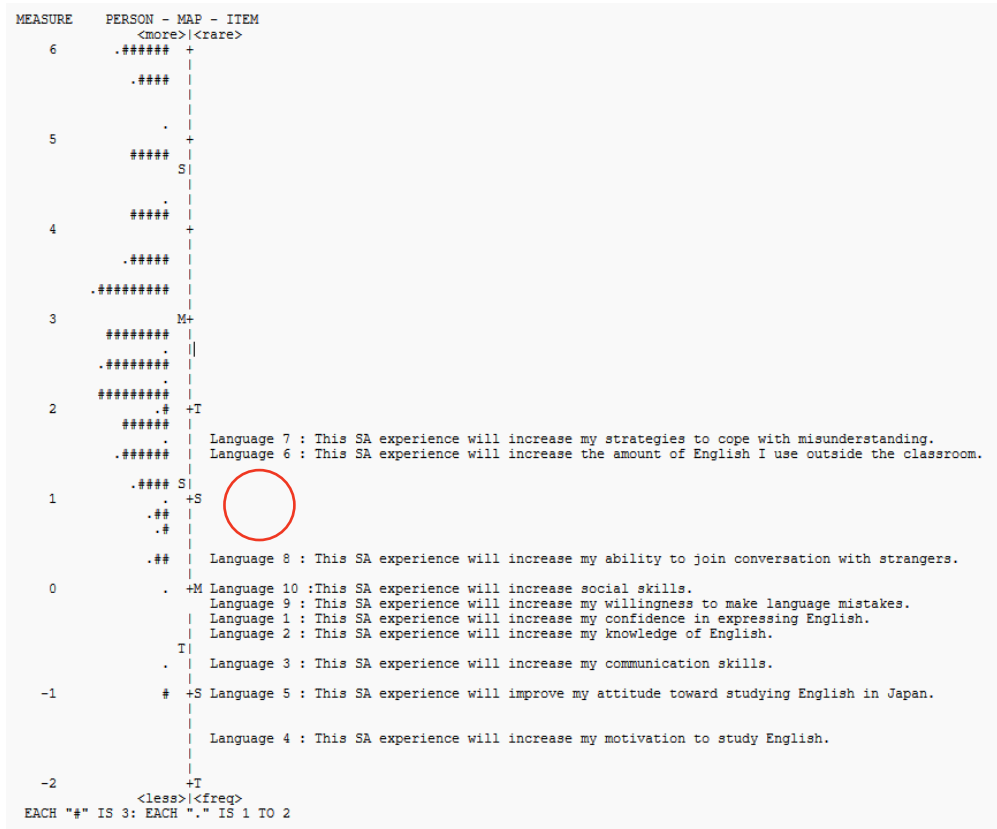 MEASURE    PERSON - MAP - ITEM
               <more>|<rare>
    6       .######  +
                     |
              .####  |
                     |
                     |
                  .  |
    5                +
              #####  |
                    S|
                     |
                  .  |
              #####  |
    4                +
                     |
             .#####  |
                     |
         .#########  |
                     |
    3               M+
           ########  |
                  .  ||
          .########  |
                  .  |
          #########  |
    2            .#  +T
             ######  |
                  .  |  Language 7 : This SA experience will increase my strategies to cope with misunderstanding.
            .######  |  Language 6 : This SA experience will increase the amount of English I use outside the classroom.
                     |
              .#### S|
    1             .  +S
                .##  |
                 .#  |
                     |
                .##  |  Language 8 : This SA experience will increase my ability to join conversation with strangers.
                     |
    0             .  +M Language 10 :This SA experience will increase social skills.
                        Language 9 : This SA experience will increase my willingness to make language mistakes.
                     |  Language 1 : This SA experience will increase my confidence in expressing English.
                     |  Language 2 : This SA experience will increase my knowledge of English.
                    T|
                  .  |  Language 3 : This SA experience will increase my communication skills.
                     |
   -1             #  +S Language 5 : This SA experience will improve my attitude toward studying English in Japan.
                     |
                     |
                     |  Language 4 : This SA experience will increase my motivation to study English.
                     |
                     |
   -2                +T
               <less>|<freq>
 EACH "#" IS 3: EACH "." IS 1 TO 2